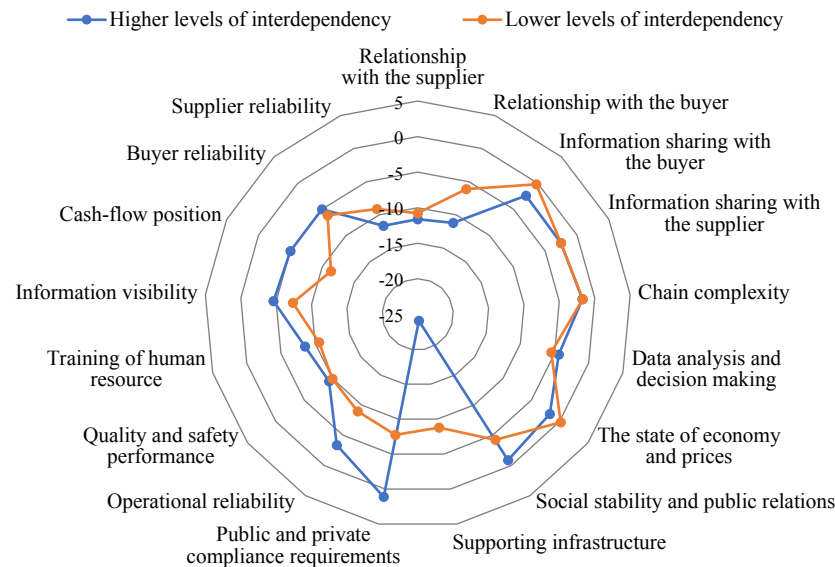 Higher levels of interdependency
Lower levels of interdependency
Relationship
with the supplier
Supplier reliability
Relationship with the buyer
Buyer reliability
Information sharing with
the buyer
Cash-flow position
Information sharing with
the supplier
Information visibility
Chain complexity
Training of human
resource
Data analysis and
decision making
Quality and safety
performance
The state of economy
and prices
Operational reliability
Social stability and public relations
Public and private
compliance requirements
Supporting infrastructure
5
0
-5
-10
-15
-20
-25